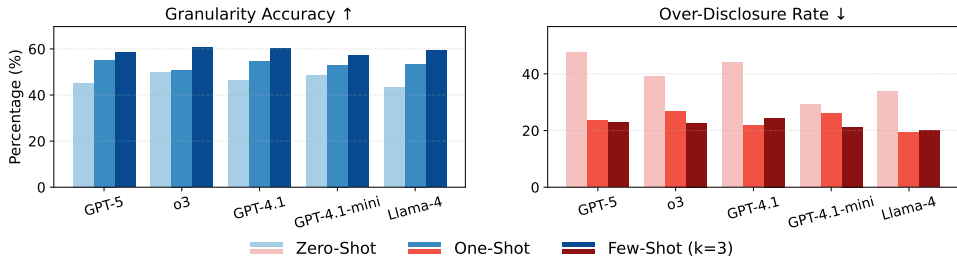 Granularity Accuracy ↑
Percentage (%)
60
40
20
0
GPT-5
o3
GPT-4.1
GPT-4.1-mini
Llama-4
Over-Disclosure Rate ↓
40
20
0
GPT-5
o3
GPT-4.1
GPT-4.1-mini
Llama-4
Zero-Shot
One-Shot
Few-Shot (k=3)